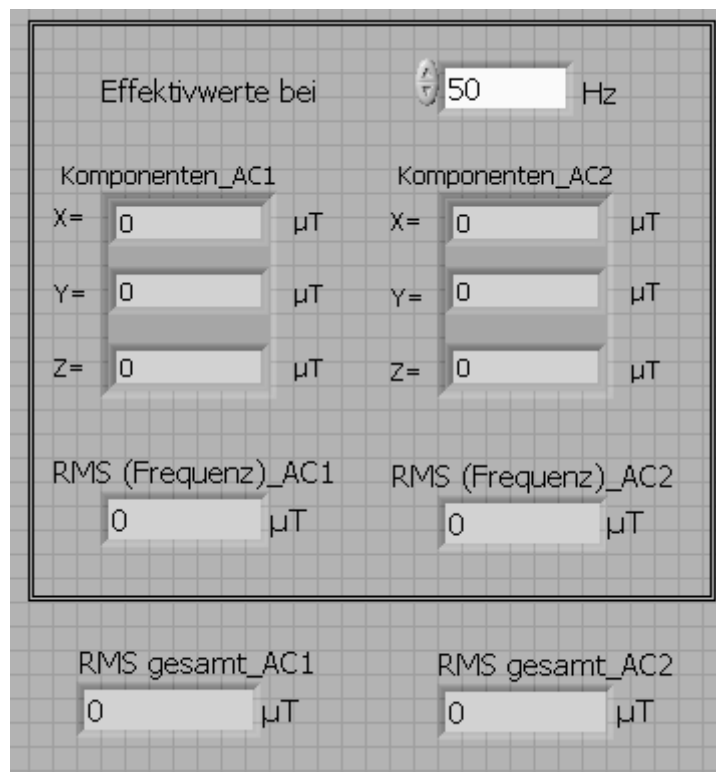 Effektivwerte bei 50 Hz
Komponenten_AC1 Komponenten_AC2
X= 0 µT X= 0 µT
Y= 0 µT Y= 0 µT
Z= 0 µT Z= 0 µT
RMS (Frequenz)_AC1 RMS (Frequenz)_AC2
0 µT 0 µT
RMS gesamt_AC1 RMS gesamt_AC2
0 µT 0 µT